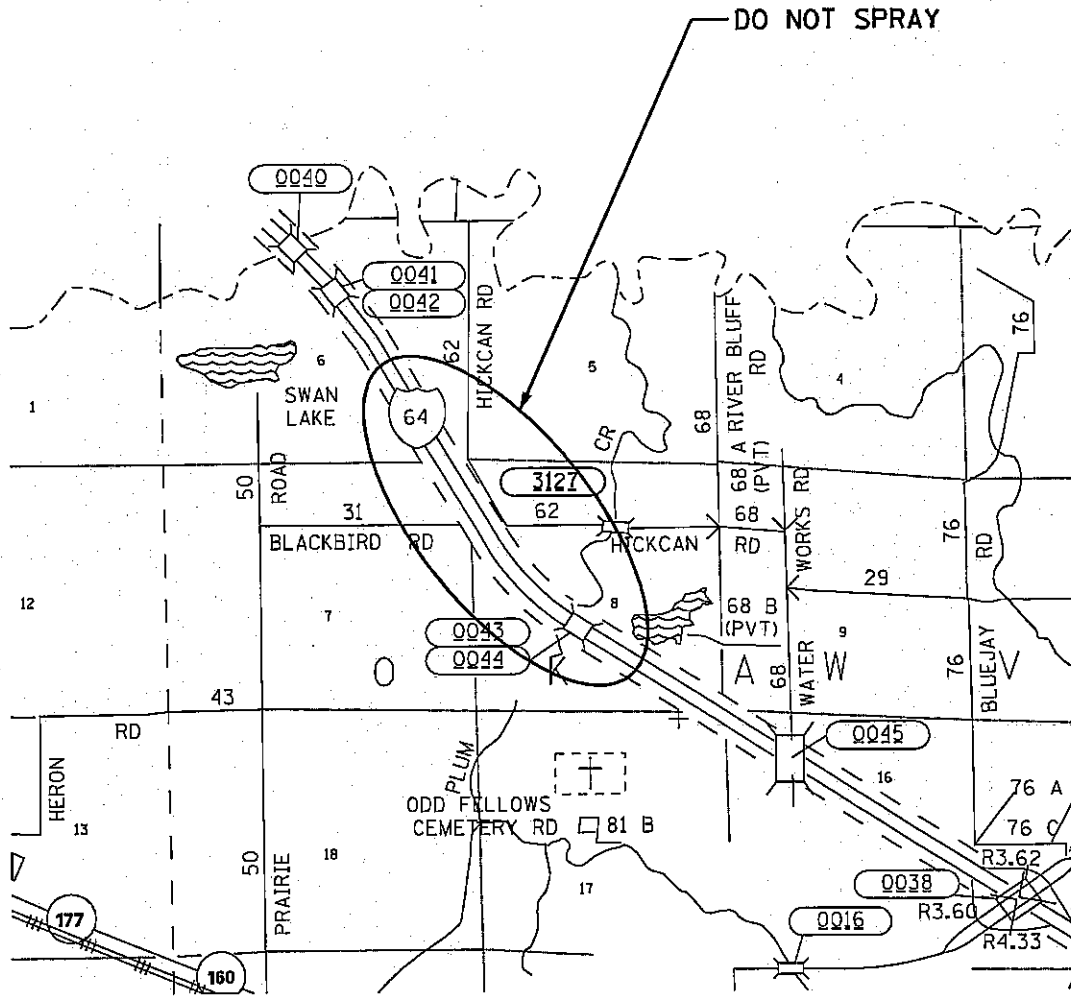 DO NOT SPRAY
0040
0041
0042
HICKCAN RD
62
6
5
4
76
SWAN
LAKE
64
1
CR
68
68 A RIVER BLUFF
RD
(PVT)
50
ROAD
3127
31
62
68
BLACKBIRD RD
HICKCAN RD
WORKS RD
76
RD
29
12
7
8
68 B
(PVT)
9
0043
0044
O K A W V
68
WATER
76
BLUEJAY
43
RD
0045
HERON
PLUM
16
ODD FELLOWS
CEMETERY RD
81 B
76 A
76 C
13
50
PRAIRIE
18
17
R3.62
0038
R3.60
R4.33
0016
177
160